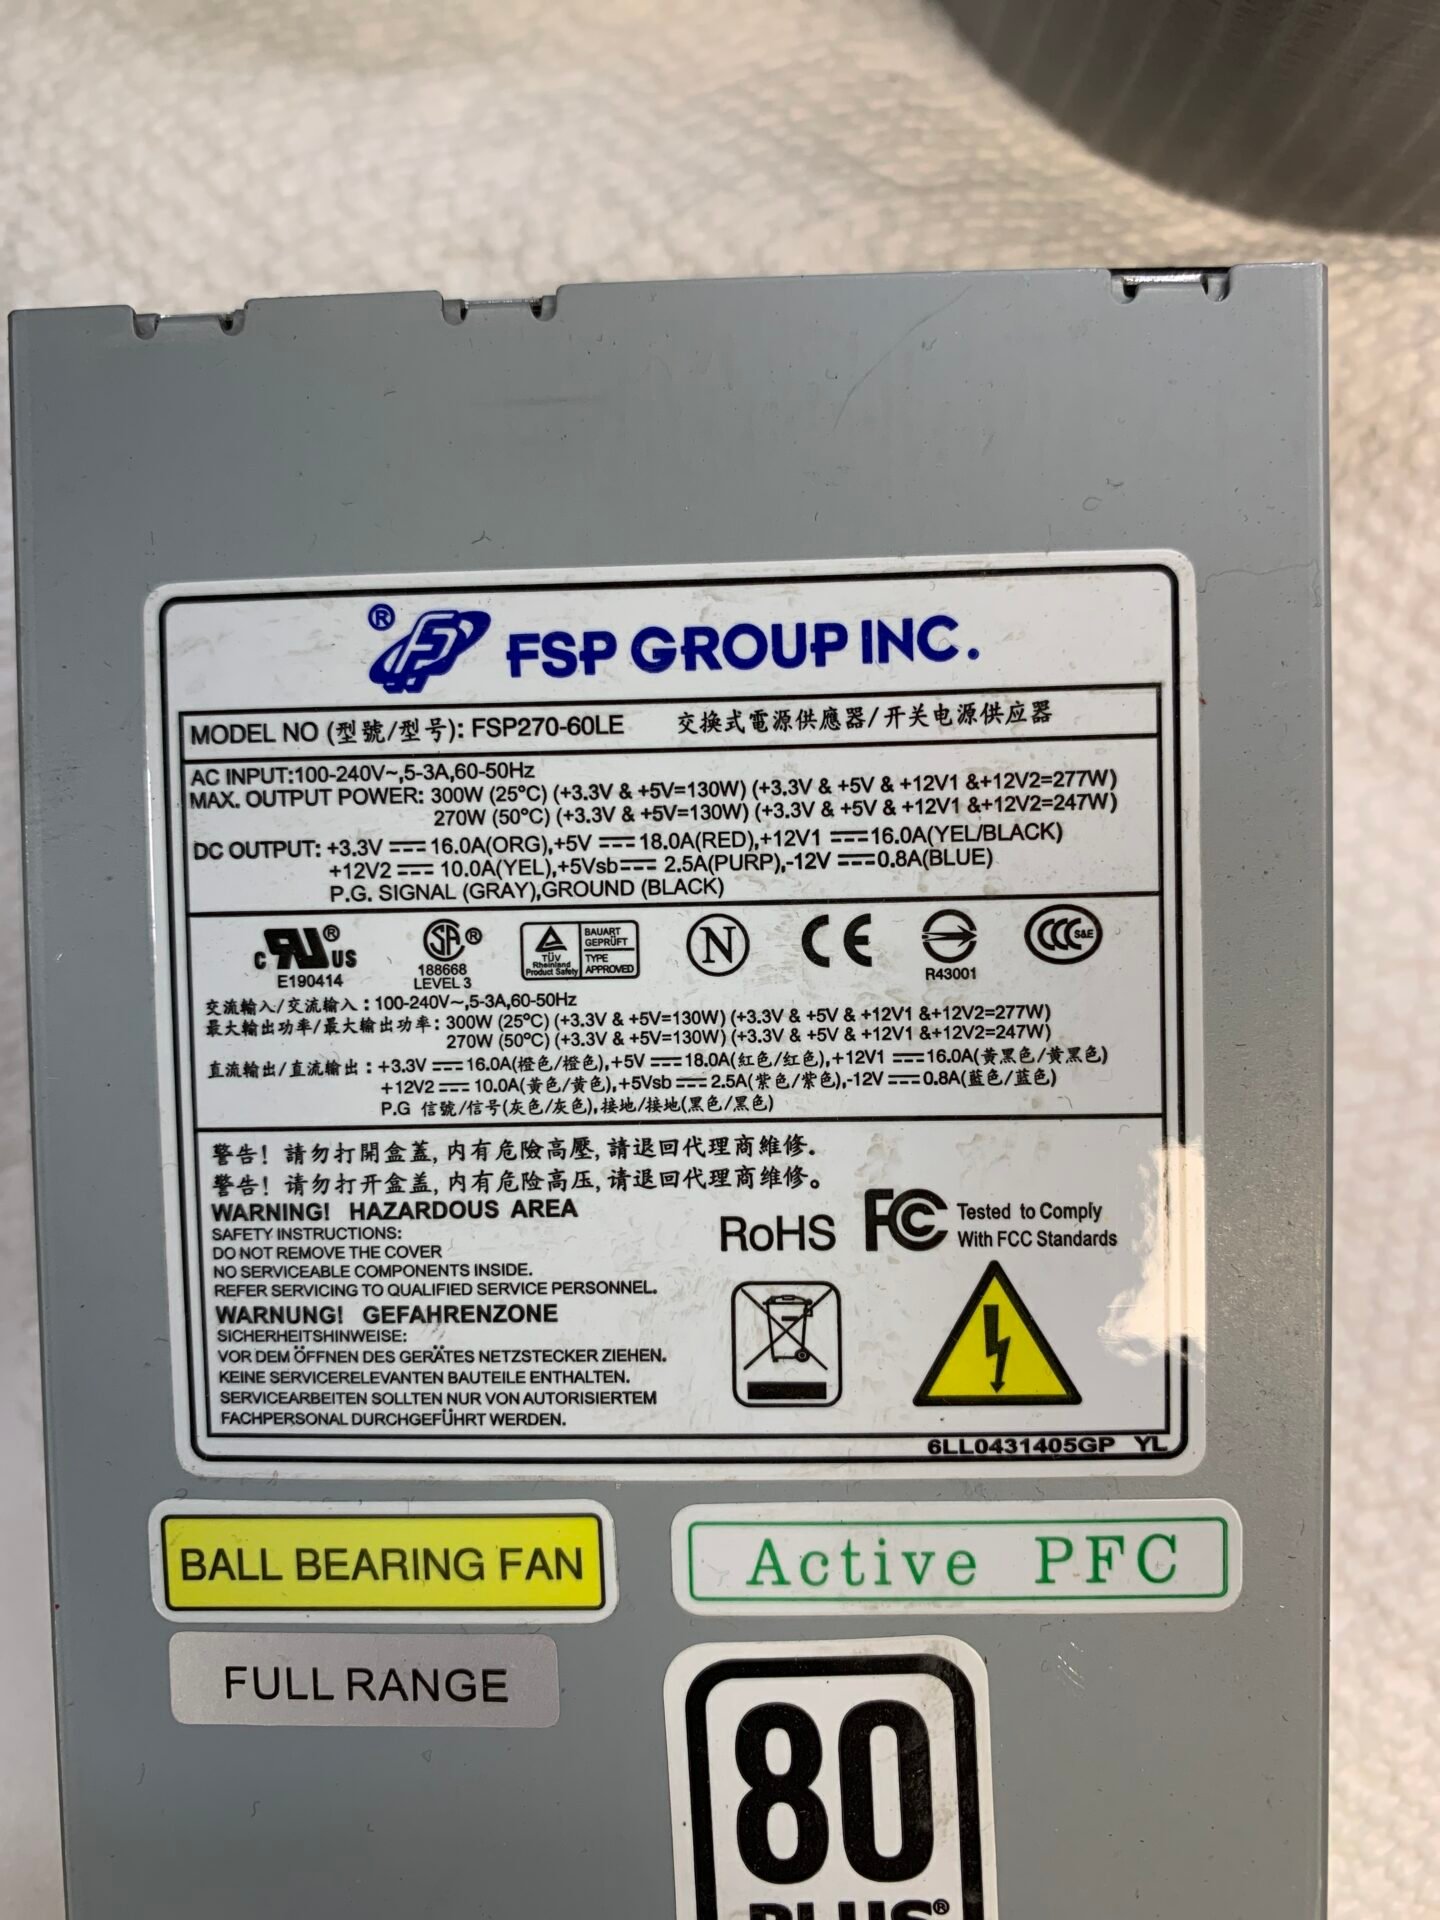 ® FSP GROUP INC.
MODEL NO (型號/型号): FSP270-60LE 交換式電源供應器/开关电源供应器
AC INPUT:100-240V~,5-3A,60-50Hz
MAX. OUTPUT POWER: 300W (25°C) (+3.3V & +5V=130W) (+3.3V & +5V & +12V1 &+12V2=277W)
270W (50°C) (+3.3V & +5V=130W) (+3.3V & +5V & +12V1 &+12V2=247W)
DC OUTPUT: +3.3V ⎓ 16.0A(ORG),+5V ⎓ 18.0A(RED),+12V1 ⎓16.0A(YEL/BLACK)
+12V2 ⎓ 10.0A(YEL),+5Vsb⎓ 2.5A(PURP),-12V ⎓0.8A(BLUE)
P.G. SIGNAL (GRAY),GROUND (BLACK)
C RU ® US
E190414
SA ®
188668
LEVEL 3
TÜV
Rheinland
Product Safety
BAUART
GEPRÜFT
TYPE
APPROVED
N
CE
R43001
CCC S&E
交流輸入/交流輸入：100-240V~,5-3A,60-50Hz
最大輸出功率/最大输出功率: 300W (25°C) (+3.3V & +5V=130W) (+3.3V & +5V & +12V1 &+12V2=277W)
270W (50°C) (+3.3V & +5V=130W) (+3.3V & +5V & +12V1 &+12V2=247W)
直流輸出/直流輸出：+3.3V ⎓16.0A(橙色/橙色),+5V ⎓18.0A(紅色/红色),+12V1 ⎓16.0A(黃黑色/黄黑色)
+12V2 ⎓ 10.0A(黃色/黄色),+5Vsb ⎓ 2.5A(紫色/紫色),-12V ⎓0.8A(藍色/蓝色)
P.G 信號/信号(灰色/灰色),接地/接地(黑色/黑色)
警告！請勿打開盒蓋,內有危險高壓,請退回代理商維修.
警告！请勿打开盒盖,内有危险高压,请退回代理商维修。
WARNING! HAZARDOUS AREA
SAFETY INSTRUCTIONS:
DO NOT REMOVE THE COVER
NO SERVICEABLE COMPONENTS INSIDE.
REFER SERVICING TO QUALIFIED SERVICE PERSONNEL.
WARNUNG! GEFAHRENZONE
SICHERHEITSHINWEISE:
VOR DEM ÖFFNEN DES GERÄTES NETZSTECKER ZIEHEN.
KEINE SERVICERELEVANTEN BAUTEILE ENTHALTEN.
SERVICEARBEITEN SOLLTEN NUR VON AUTORISIERTEM
FACHPERSONAL DURCHGEFÜHRT WERDEN.
RoHS
FC Tested to Comply
With FCC Standards
6LL0431405GP YL
BALL BEARING FAN
Active PFC
FULL RANGE
80
PLUS®